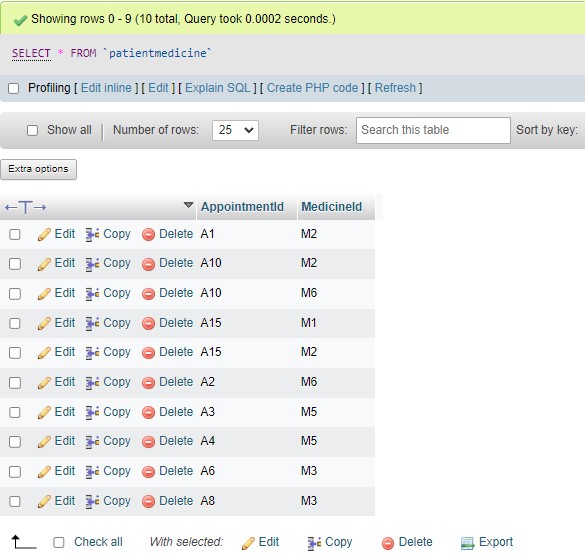 Showing rows 0 - 9 (10 total, Query took 0.0002 seconds.)
SELECT * FROM `patientmedicine`
Profiling [ Edit inline ] [ Edit ] [ Explain SQL ] [ Create PHP code ] [ Refresh ]
Show all | Number of rows: 25 Filter rows: Search this table Sort by key:
Extra options
←T→ AppointmentId MedicineId
Edit Copy Delete A1 M2
Edit Copy Delete A10 M2
Edit Copy Delete A10 M6
Edit Copy Delete A15 M1
Edit Copy Delete A15 M2
Edit Copy Delete A2 M6
Edit Copy Delete A3 M5
Edit Copy Delete A4 M5
Edit Copy Delete A6 M3
Edit Copy Delete A8 M3
Check all With selected: Edit Copy Delete Export